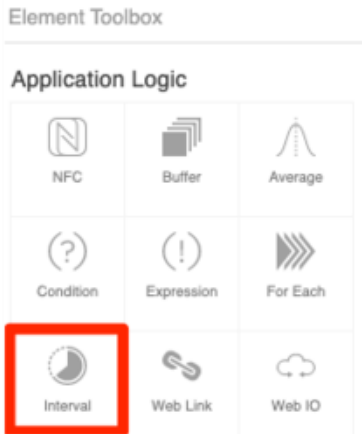 Element Toolbox
Application Logic
NFC Buffer Average
(?) (!)
Condition Expression For Each
Interval Web Link Web IO